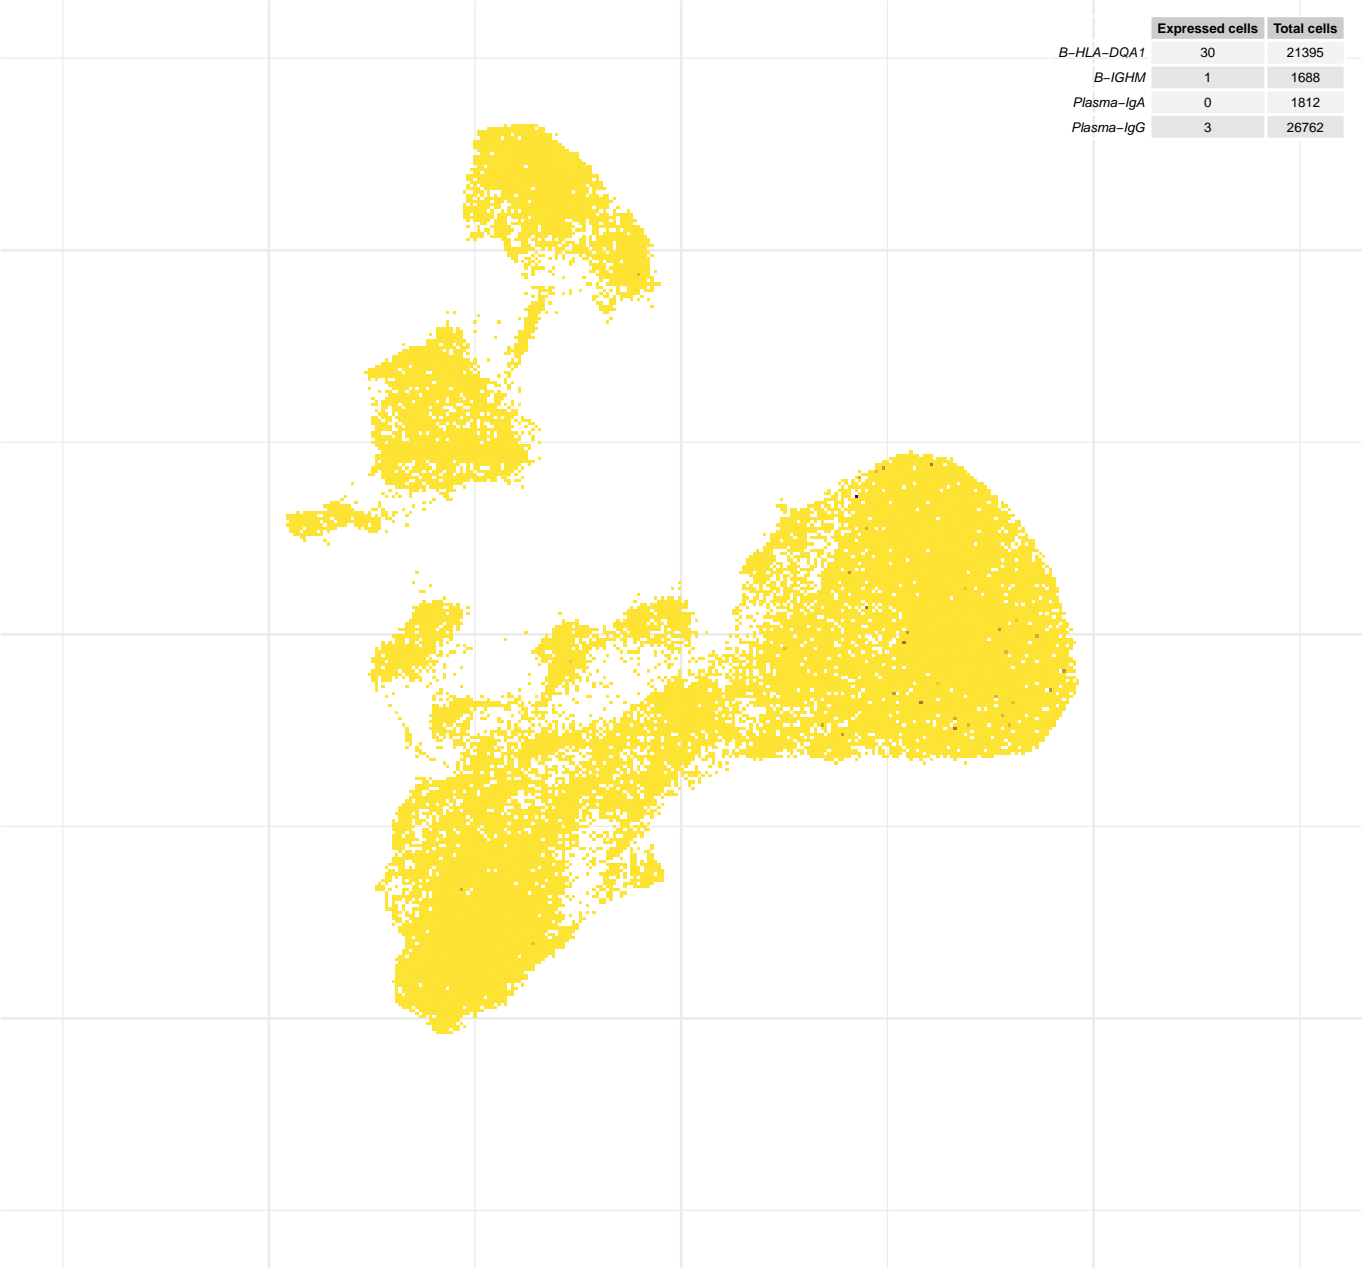 Expressed cells Total cells
B−HLA−DQA1 30 21395
B−IGHM 1 1688
Plasma−IgA 0 1812
Plasma−IgG 3 26762